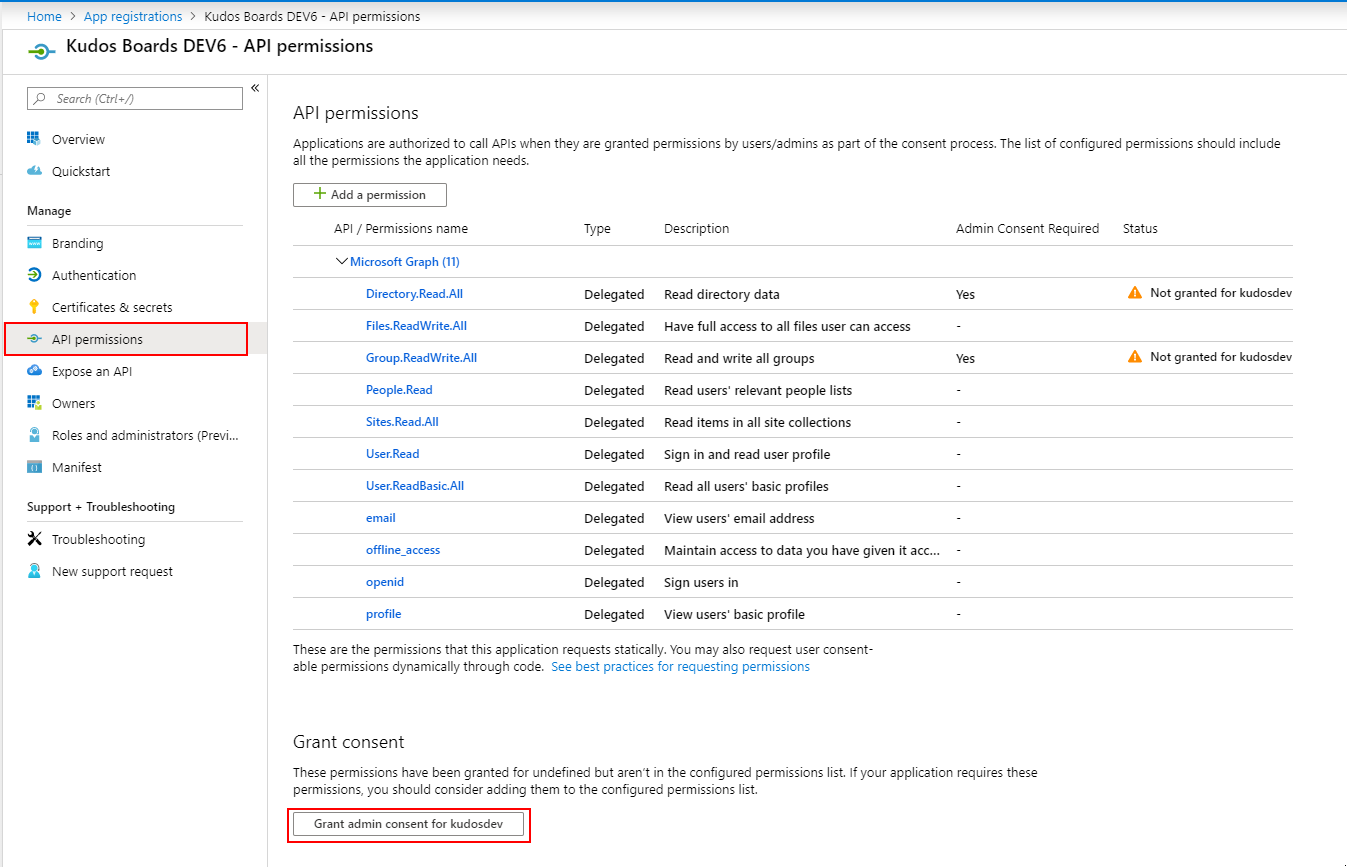 Home > App registrations > Kudos Boards DEV6 - API permissions
Kudos Boards DEV6 - API permissions
Search (Ctrl+/)
«
Overview
Quickstart
Manage
Branding
Authentication
Certificates & secrets
API permissions
Expose an API
Owners
Roles and administrators (Previ...
Manifest
Support + Troubleshooting
Troubleshooting
New support request
API permissions
Applications are authorized to call APIs when they are granted permissions by users/admins as part of the consent process. The list of configured permissions should include
all the permissions the application needs.
+ Add a permission
API / Permissions name Type Description Admin Consent Required Status
Microsoft Graph (11)
Directory.Read.All Delegated Read directory data Yes Not granted for kudosdev
Files.ReadWrite.All Delegated Have full access to all files user can access -
Group.ReadWrite.All Delegated Read and write all groups Yes Not granted for kudosdev
People.Read Delegated Read users' relevant people lists -
Sites.Read.All Delegated Read items in all site collections -
User.Read Delegated Sign in and read user profile -
User.ReadBasic.All Delegated Read all users' basic profiles -
email Delegated View users' email address -
offline_access Delegated Maintain access to data you have given it acc... -
openid Delegated Sign users in -
profile Delegated View users' basic profile -
These are the permissions that this application requests statically. You may also request user consent-
able permissions dynamically through code. See best practices for requesting permissions
Grant consent
These permissions have been granted for undefined but aren't in the configured permissions list. If your application requires these
permissions, you should consider adding them to the configured permissions list.
Grant admin consent for kudosdev